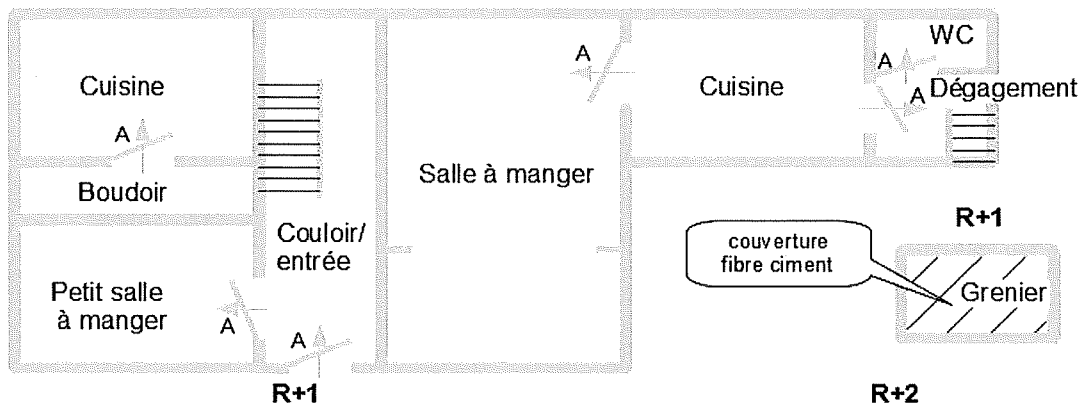 WC
A
A
Cuisine
Cuisine
A
Dégagement
A
Salle à manger
Boudoir
R+1
Couloir/
entrée
couverture
fibre ciment
Petit salle
à manger
Grenier
A
A
R+1
R+2
A